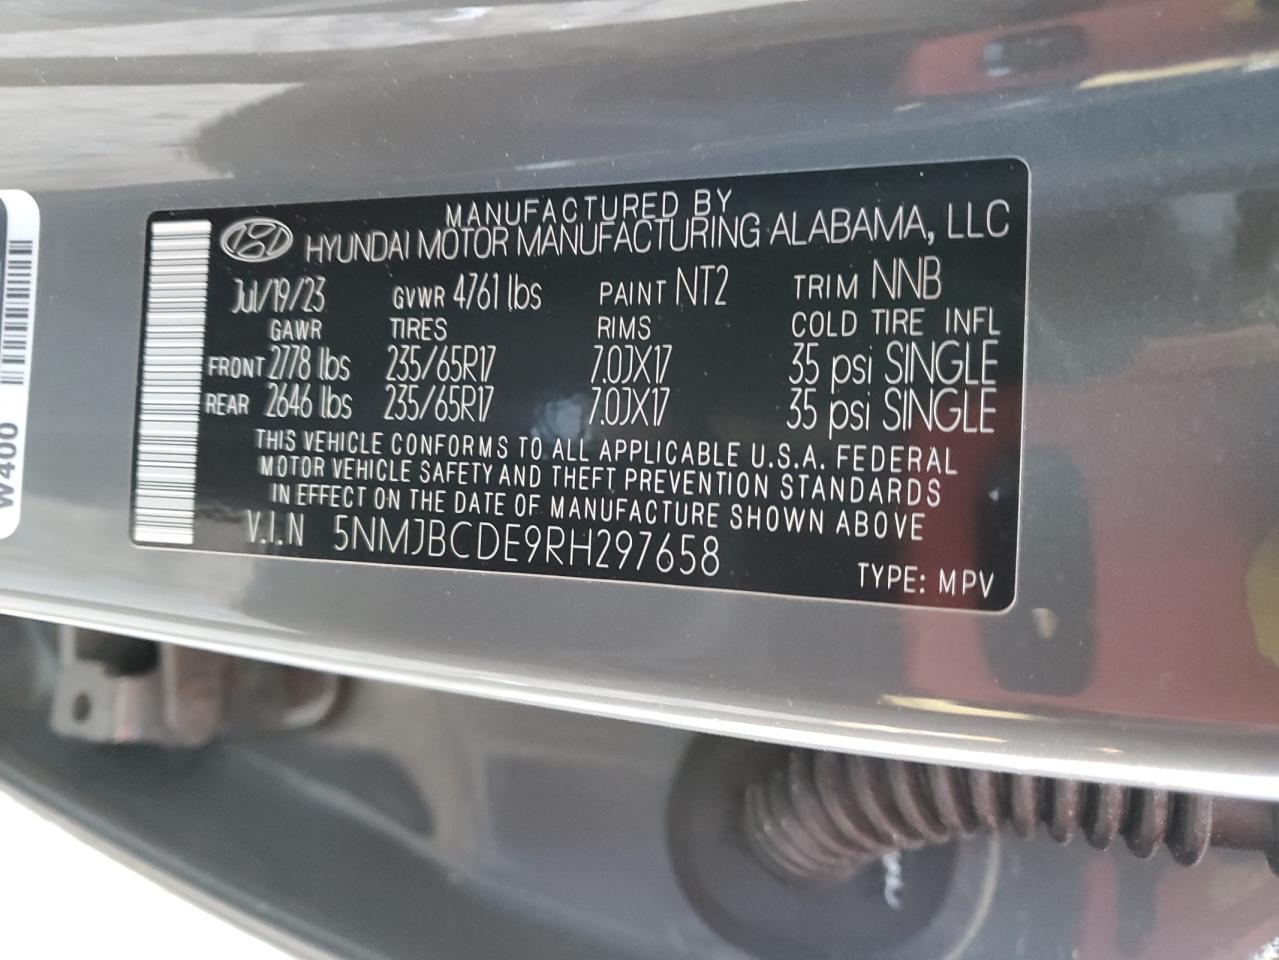 MANUFACTURED BY
HYUNDAI MOTOR MANUFACTURING ALABAMA, LLC
Jul/19/23 GVWR 4761 lbs PAINT NT2 TRIM NNB
GAWR TIRES RIMS COLD TIRE INFL
FRONT 2778 lbs 235/65R17 7.0JX17 35 psi SINGLE
REAR 2646 lbs 235/65R17 7.0JX17 35 psi SINGLE
THIS VEHICLE CONFORMS TO ALL APPLICABLE U.S.A. FEDERAL
MOTOR VEHICLE SAFETY AND THEFT PREVENTION STANDARDS
IN EFFECT ON THE DATE OF MANUFACTURE SHOWN ABOVE
V.I.N 5NMJBCDE9RH297658
TYPE: MPV
W400